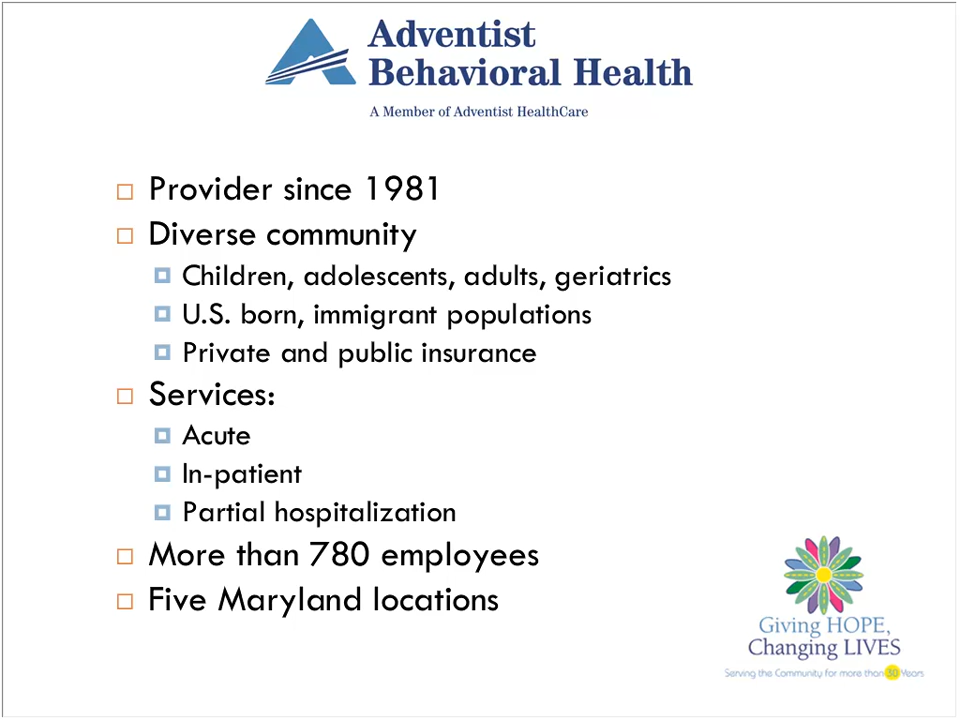 Adventist
Behavioral Health
A Member of Adventist HealthCare
Provider since 1981
Diverse community
Children, adolescents, adults, geriatrics
U.S. born, immigrant populations
Private and public insurance
Services:
Acute
In-patient
Partial hospitalization
More than 780 employees
Five Maryland locations
Giving HOPE,
Changing LIVES
Serving the Community for more than 30 Years